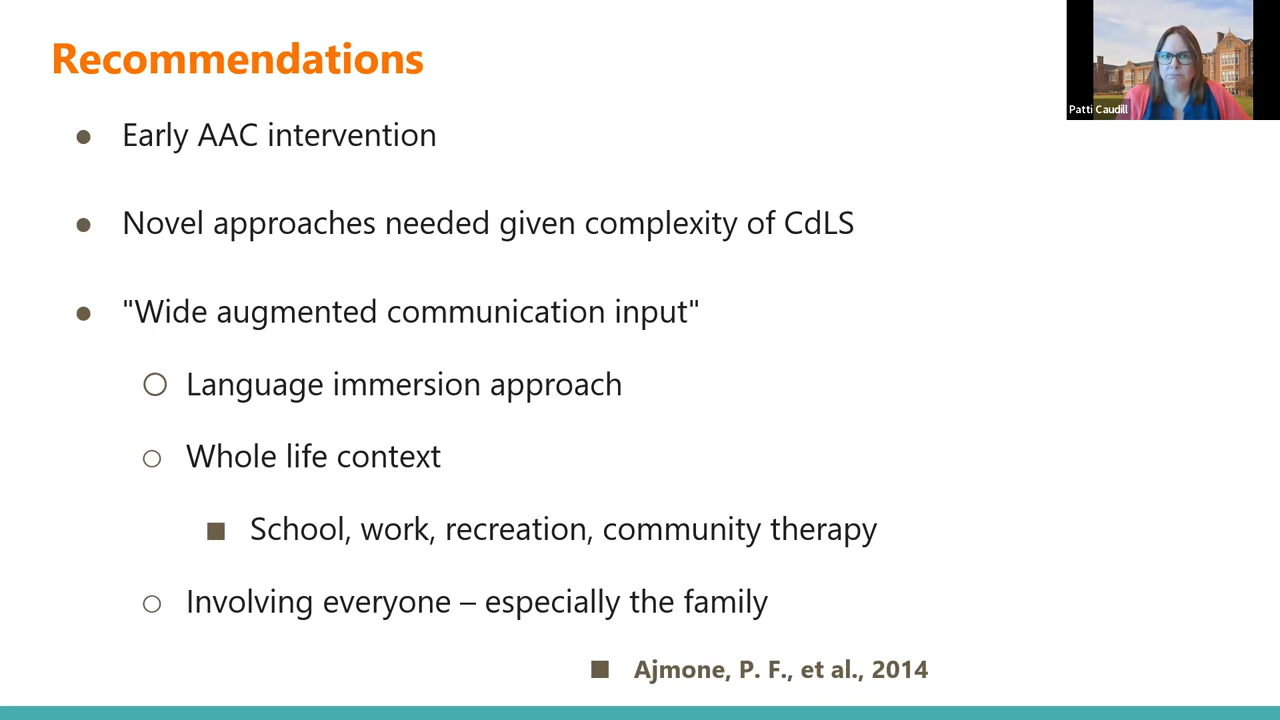 Recommendations
Patti Caudill
• Early AAC intervention
• Novel approaches needed given complexity of CdLS
• "Wide augmented communication input"
○ Language immersion approach
○ Whole life context
■ School, work, recreation, community therapy
○ Involving everyone – especially the family
■ Ajmone, P. F., et al., 2014